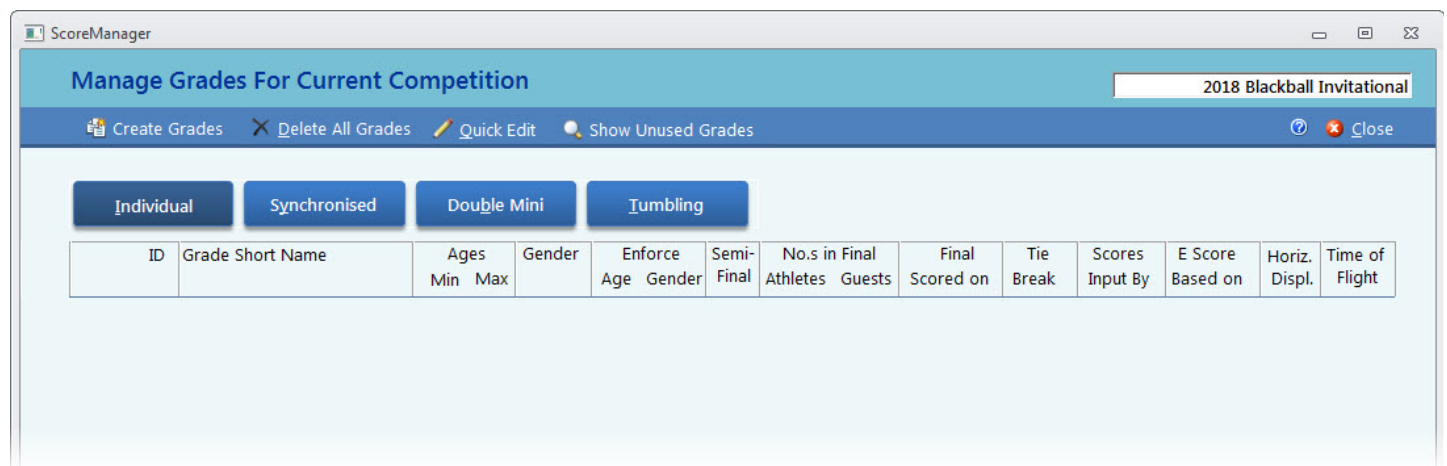 ScoreManager
Manage Grades For Current Competition
2018 Blackball Invitational
Create Grades Delete All Grades Quick Edit Show Unused Grades ? Close
Individual Synchronised Double Mini Tumbling
ID Grade Short Name Ages Gender Enforce Semi- No.s in Final Final Tie Scores E Score Horiz. Time of
Min Max Age Gender Final Athletes Guests Scored on Break Input By Based on Displ. Flight